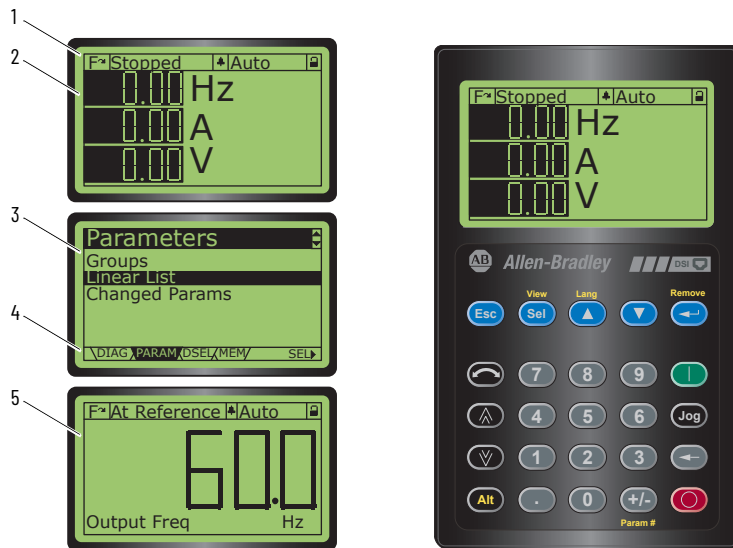 1
2
F Stopped Auto
0.00 Hz
0.00 A
0.00 V
3
Parameters
Groups
Linear List
Changed Params
4
DIAG PARAM DSEL MEM SEL
5
F At Reference Auto
60.0
Output Freq Hz
F Stopped Auto
0.00 Hz
0.00 A
0.00 V
AB Allen-Bradley DSI
View Lang Remove
Esc Sel
7 8 9
4 5 6 Jog
1 2 3
Alt . 0 +/-
Param #